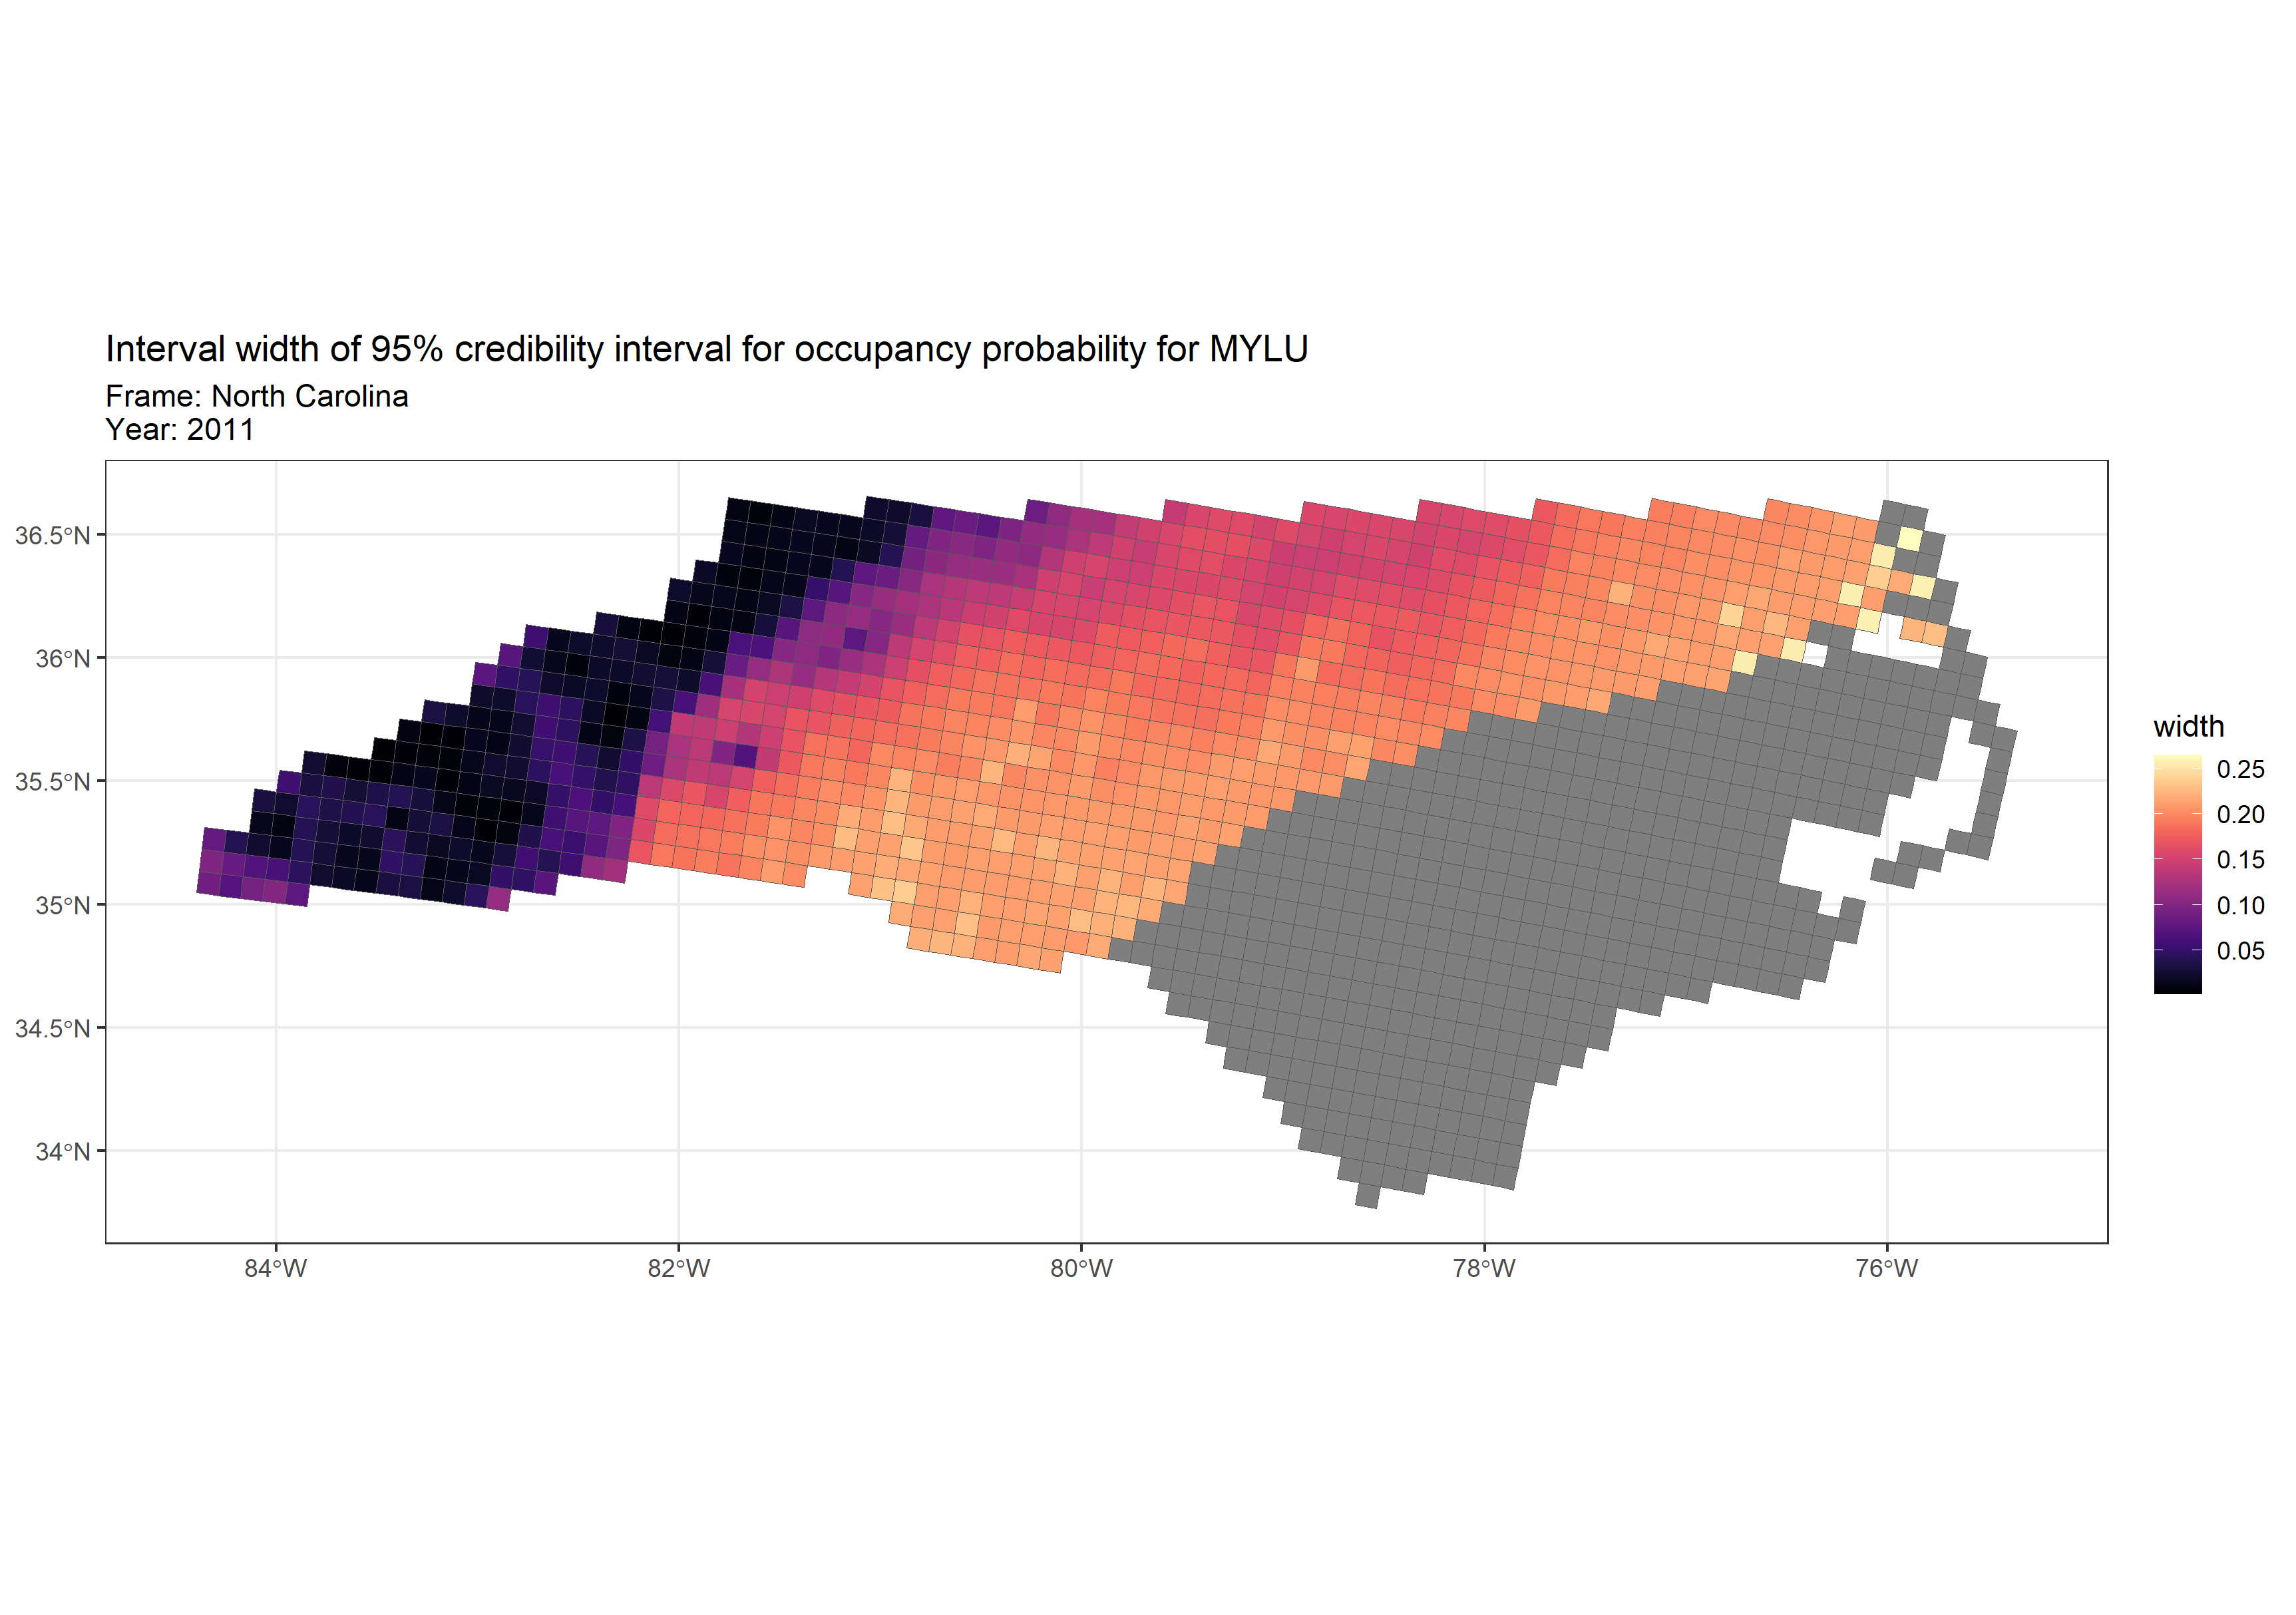 Interval width of 95% credibility interval for occupancy probability for MYLU
Frame: North Carolina
Year: 2011
36.5°N
36°N
35.5°N
35°N
34.5°N
34°N
84°W
82°W
80°W
78°W
76°W
width
0.25
0.20
0.15
0.10
0.05